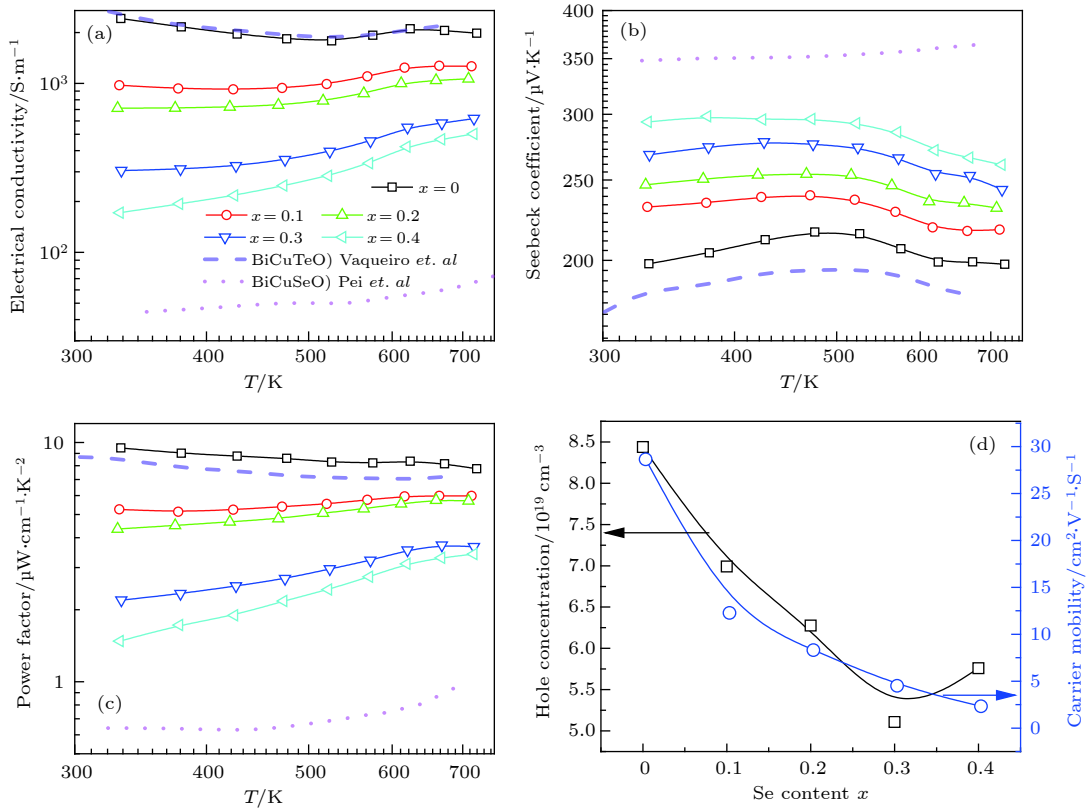 (a)
10³
10²
Electrical conductivity/S·m⁻¹
x=0
x=0.1
x=0.2
x=0.3
x=0.4
BiCuTeO) Vaqueiro et. al
BiCuSeO) Pei et. al
300
400
500
600
700
T/K
(b)
400
350
300
250
200
Seebeck coefficient/μV·K⁻¹
300
400
500
600
700
T/K
(c)
10
1
Power factor/μW·cm⁻¹·K⁻²
300
400
500
600
700
T/K
(d)
8.5
8.0
7.5
7.0
6.5
6.0
5.5
5.0
Hole concentration/10¹⁹ cm⁻³
30
25
20
15
10
5
0
Carrier mobility/cm²·V⁻¹·S⁻¹
0
0.1
0.2
0.3
0.4
Se content x